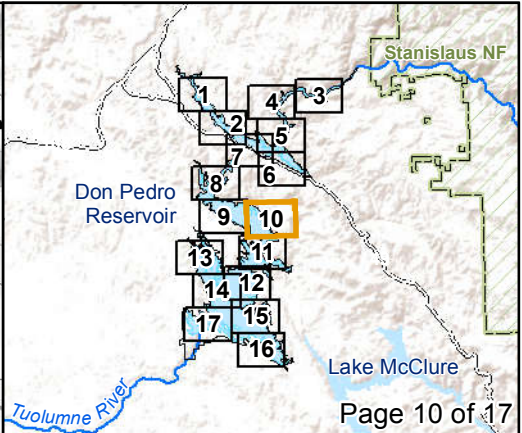 Stanislaus NF
1
4
3
2
5
7
6
8
Don Pedro
Reservoir
9
10
13
11
14
12
17
15
16
Lake McClure
Tuolumne River
Page 10 of 17